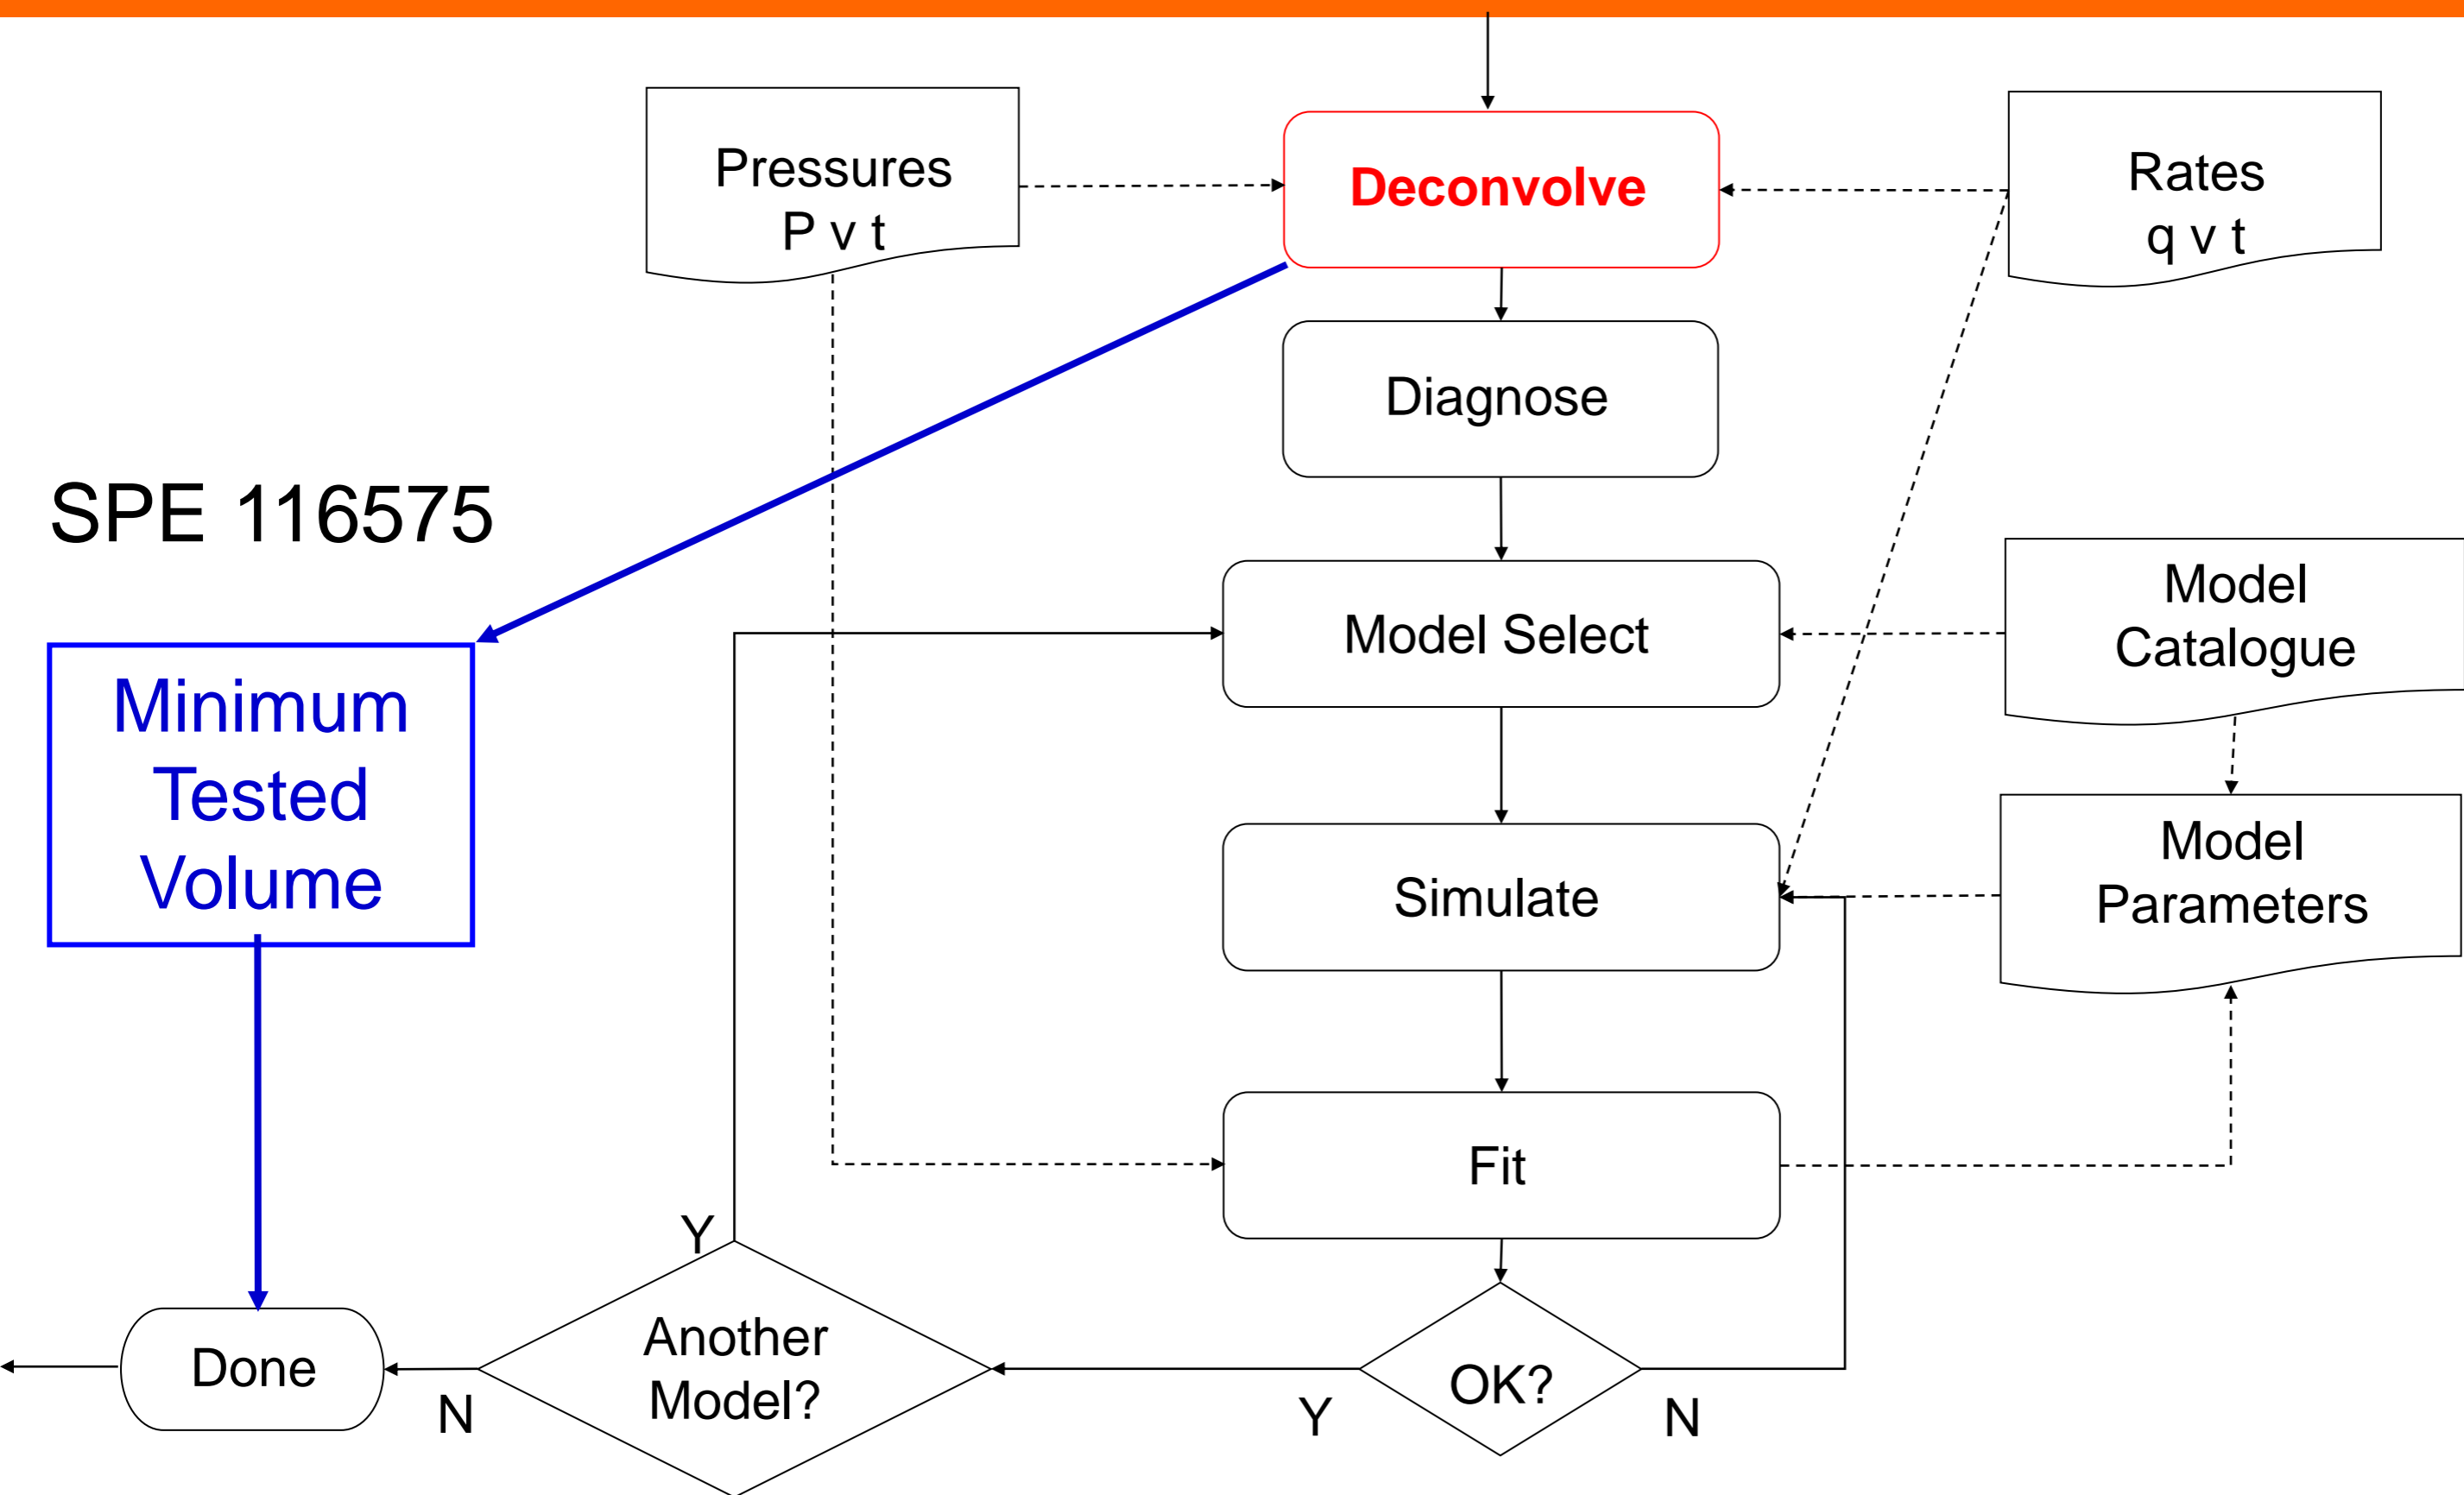 Pressures
P v t
Deconvolve
Rates
q v t
Diagnose
SPE 116575
Model Select
Model
Catalogue
Minimum
Tested
Volume
Simulate
Model
Parameters
Fit
Y
Another
Model?
OK?
Done
N
Y
N